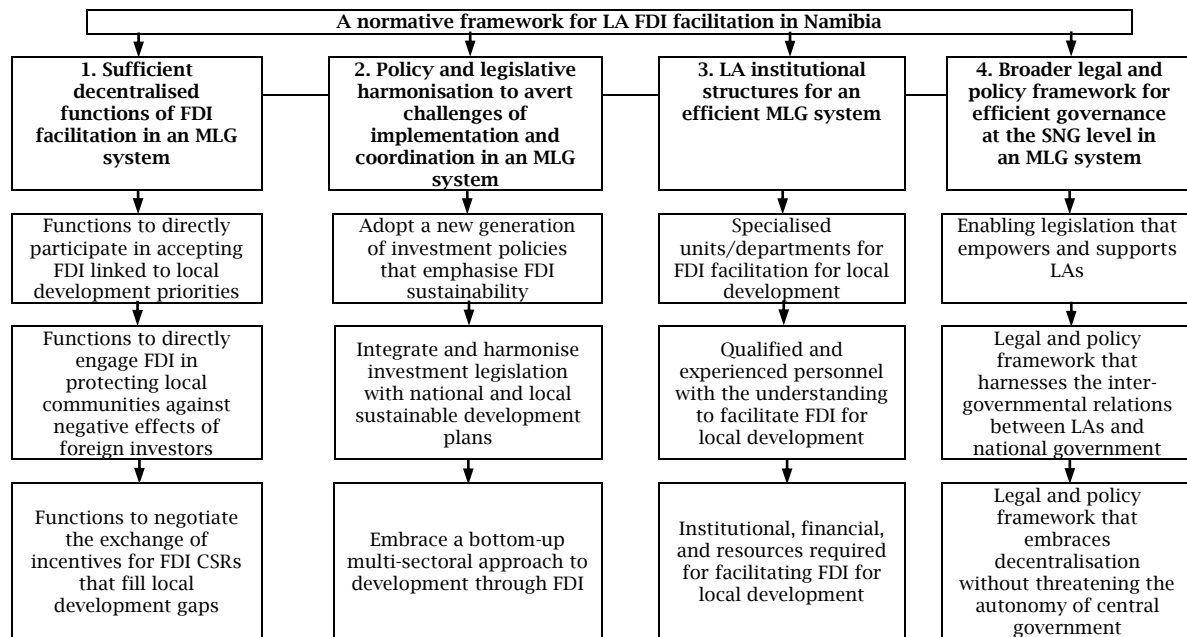 A normative framework for LA FDI facilitation in Namibia
1. Sufficient
decentralised
functions of FDI
facilitation in an MLG
system
2. Policy and legislative
harmonisation to avert
challenges of
implementation and
coordination in an MLG
system
3. LA institutional
structures for an
efficient MLG system
4. Broader legal and
policy framework for
efficient governance
at the SNG level in
an MLG system
Functions to directly
participate in accepting
FDI linked to local
development priorities
Adopt a new generation
of investment policies
that emphasise FDI
sustainability
Specialised
units/departments for
FDI facilitation for local
development
Enabling legislation that
empowers and supports
LAs
Functions to directly
engage FDI in
protecting local
communities against
negative effects of
foreign investors
Integrate and harmonise
investment legislation
with national and local
sustainable development
plans
Qualified and
experienced personnel
with the understanding
to facilitate FDI for
local development
Legal and policy
framework that
harnesses the inter-
governmental relations
between LAs and
national government
Functions to negotiate
the exchange of
incentives for FDI CSRs
that fill local
development gaps
Embrace a bottom-up
multi-sectoral approach to
development through FDI
Institutional, financial,
and resources required
for facilitating FDI for
local development
Legal and policy
framework that
embraces
decentralisation
without threatening the
autonomy of central
government